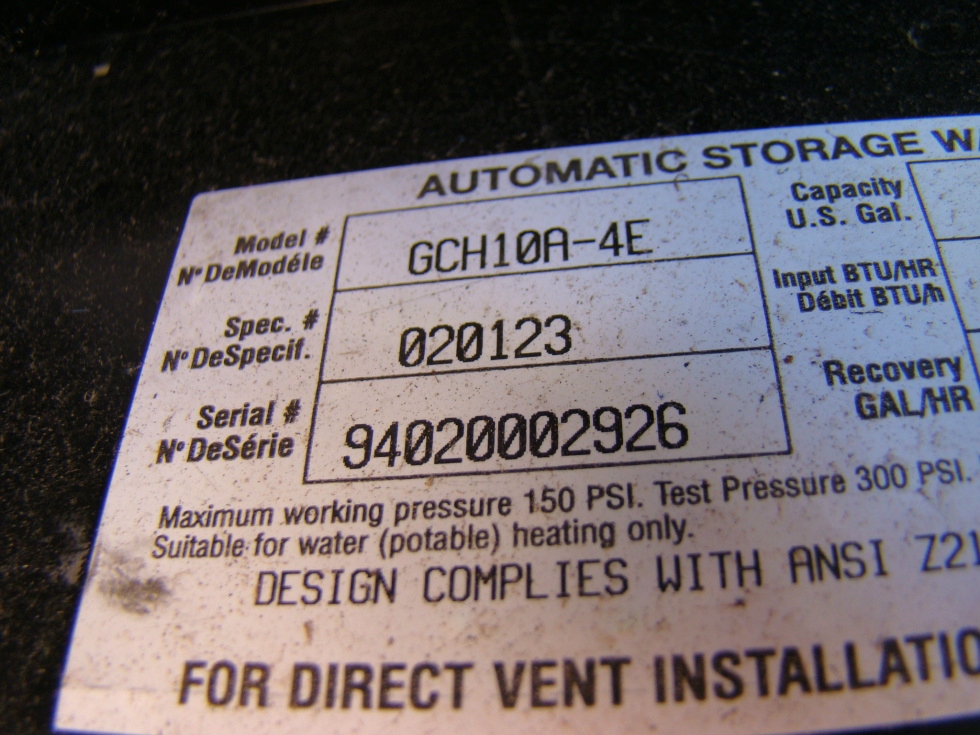 AUTOMATIC STORAGE
Model # GCH10A-4E
N° DeModéle
Capacity
U.S. Gal.
Spec. # 020123
N° DeSpecif.
Input BTU/HR
Débit BTU/h
Serial # 94020002926
N° DeSérie
Recovery
GAL/HR
Maximum working pressure 150 PSI. Test Pressure 300 PSI.
Suitable for water (potable) heating only.
DESIGN COMPLIES WITH ANSI Z21
FOR DIRECT VENT INSTALLATIO